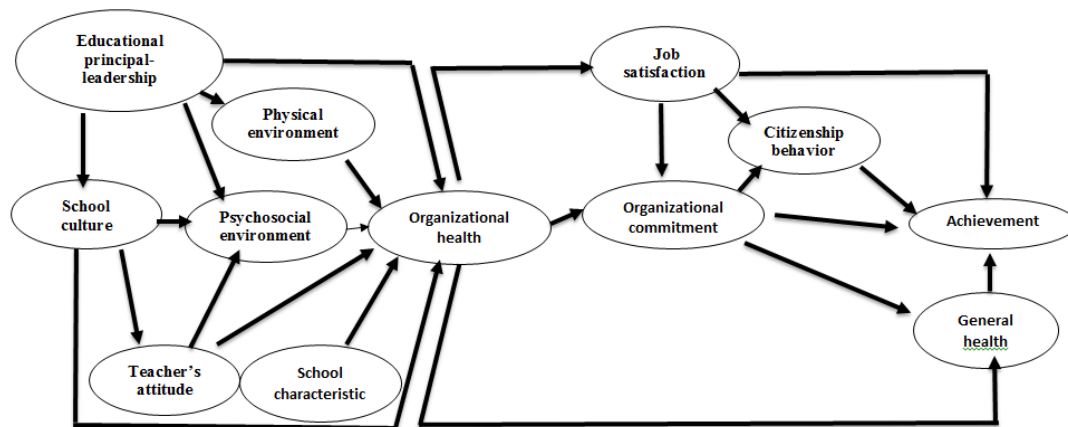 Educational
principal-
leadership
Physical
environment
School
culture
Psychosocial
environment
Teacher's
attitude
School
characteristic
Organizational
health
Job
satisfaction
Citizenship
behavior
Organizational
commitment
Achievement
General
health